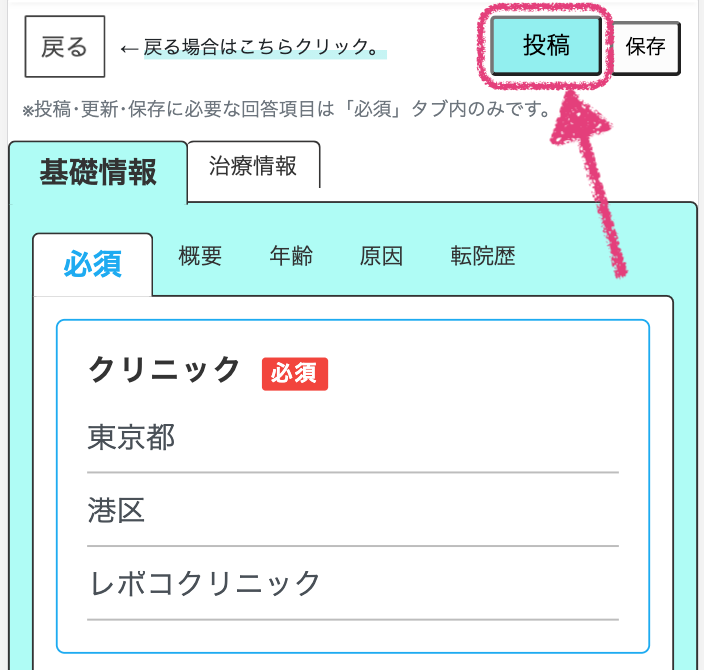 戻る ←戻る場合はこちらクリック。 投稿 保存
※投稿･更新･保存に必要な回答項目は「必須」タブ内のみです。
基礎情報 治療情報
必須 概要 年齢 原因 転院歴
クリニック 必須
東京都
港区
レポコクリニック